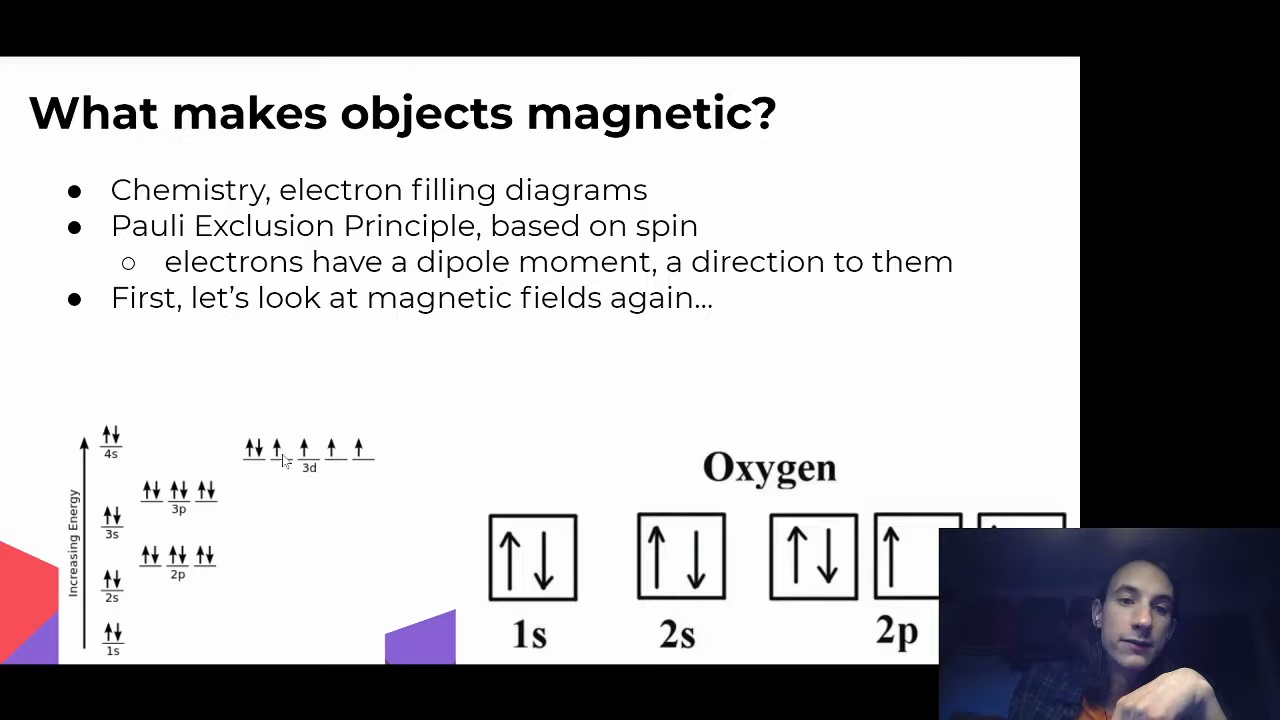 What makes objects magnetic?
● Chemistry, electron filling diagrams
● Pauli Exclusion Principle, based on spin
○ electrons have a dipole moment, a direction to them
● First, let's look at magnetic fields again...
Increasing Energy
4s
3d
3p
3s
2p
2s
1s
Oxygen
1s
2s
2p